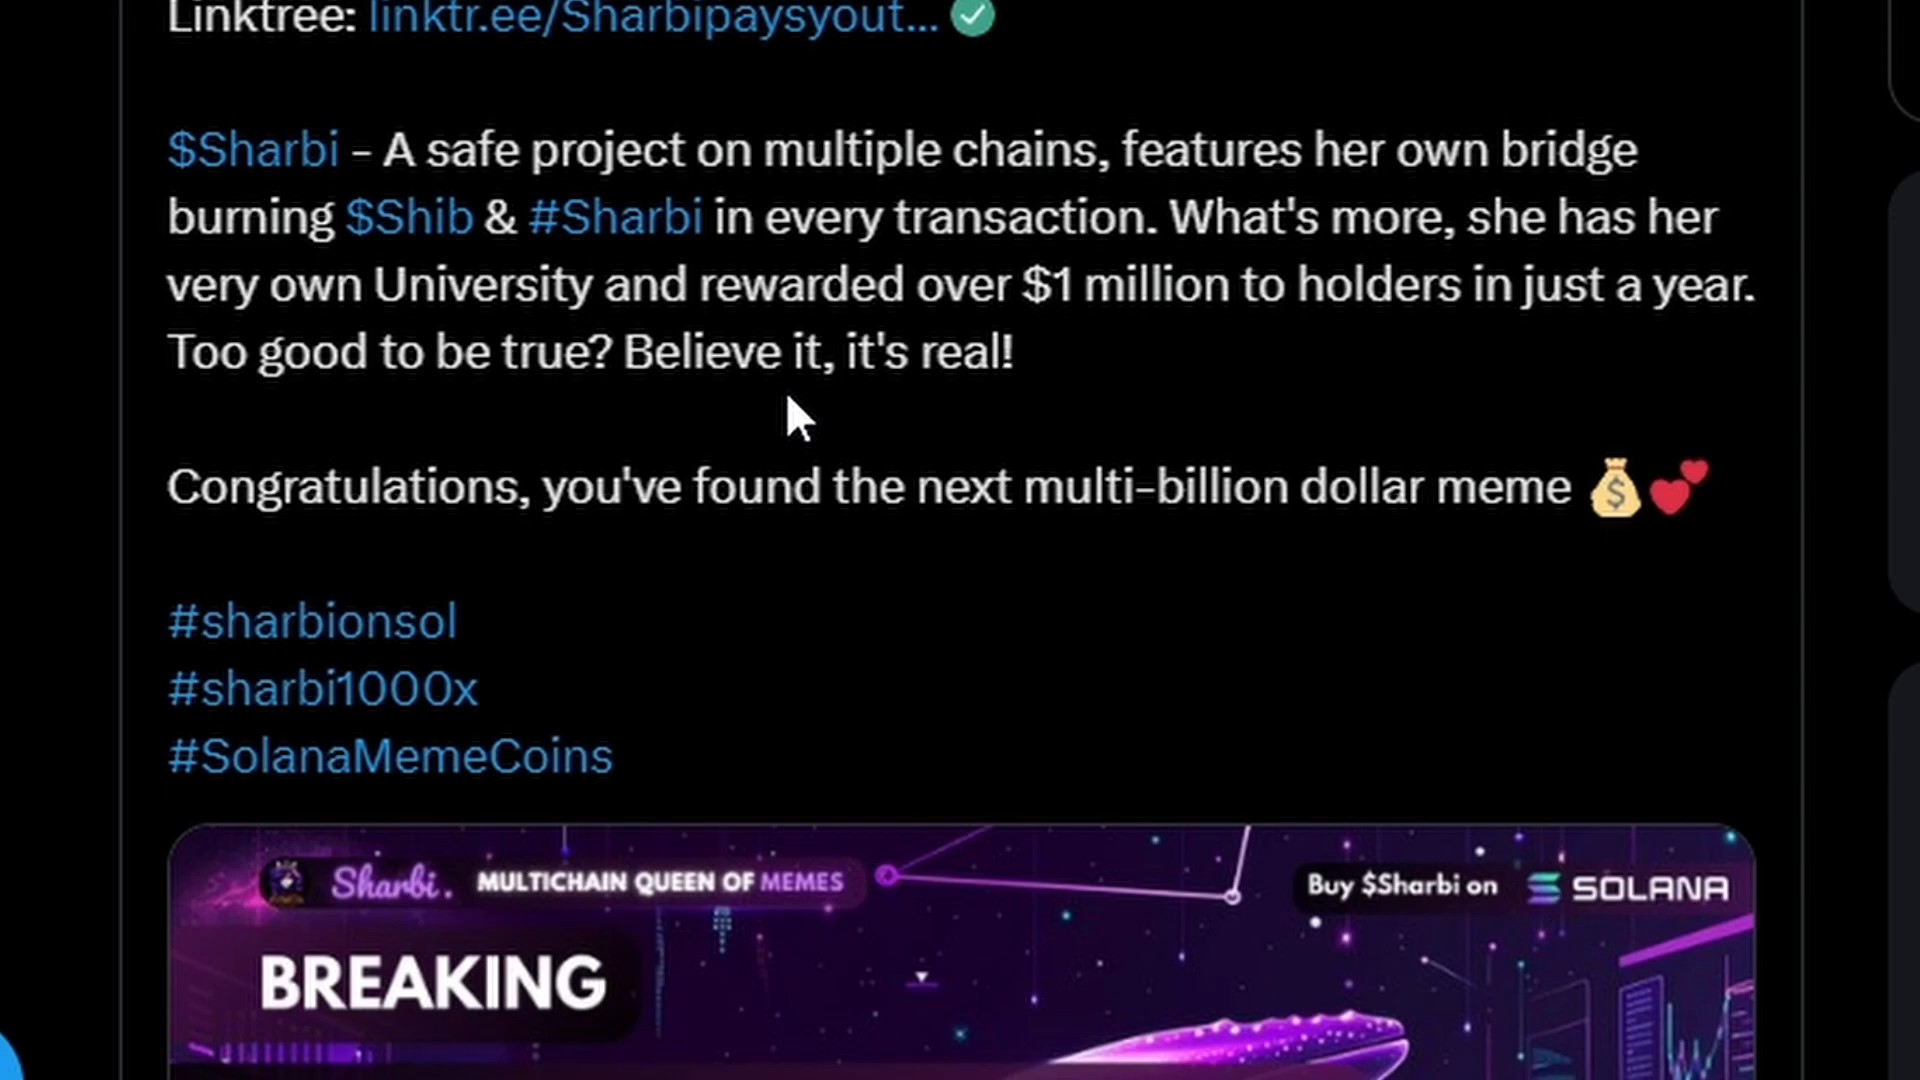 Linktree: linktr.ee/Sharbipaysyout...
$Sharbi - A safe project on multiple chains, features her own bridge
burning $Shib & #Sharbi in every transaction. What's more, she has her
very own University and rewarded over $1 million to holders in just a year.
Too good to be true? Believe it, it's real!
Congratulations, you've found the next multi-billion dollar meme 💰💕
#sharbionsol
#sharbi1000x
#SolanaMemeCoins
Sharbi. MULTICHAIN QUEEN OF MEMES
Buy $Sharbi on SOLANA
BREAKING